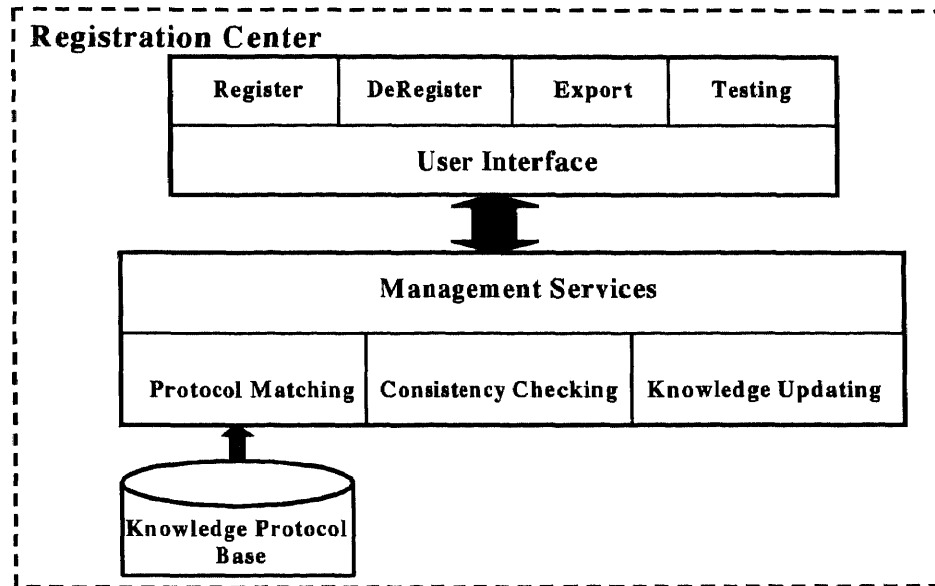 Registration Center
Register DeRegister Export Testing
User Interface
Management Services
Protocol Matching Consistency Checking Knowledge Updating
Knowledge Protocol
Base